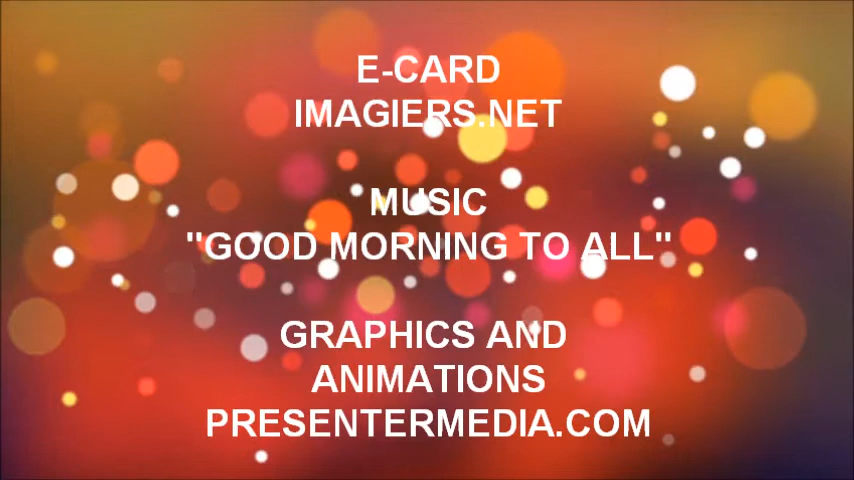 E-CARD
IMAGIERS.NET
MUSIC
"GOOD MORNING TO ALL"
GRAPHICS AND
ANIMATIONS
PRESENTERMEDIA.COM